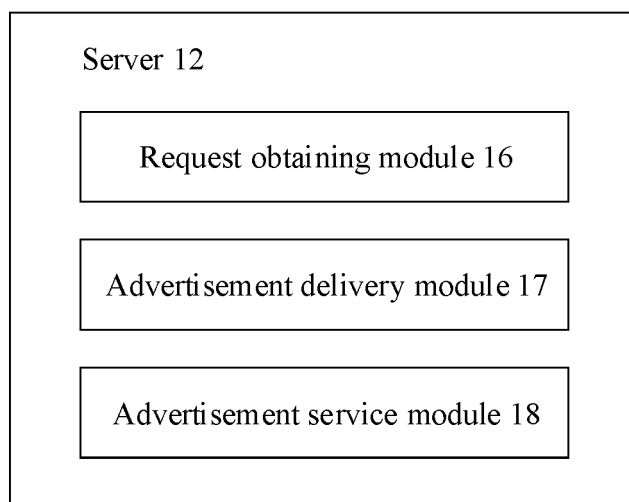 Server 12
Request obtaining module 16
Advertisement delivery module 17
Advertisement service module 18